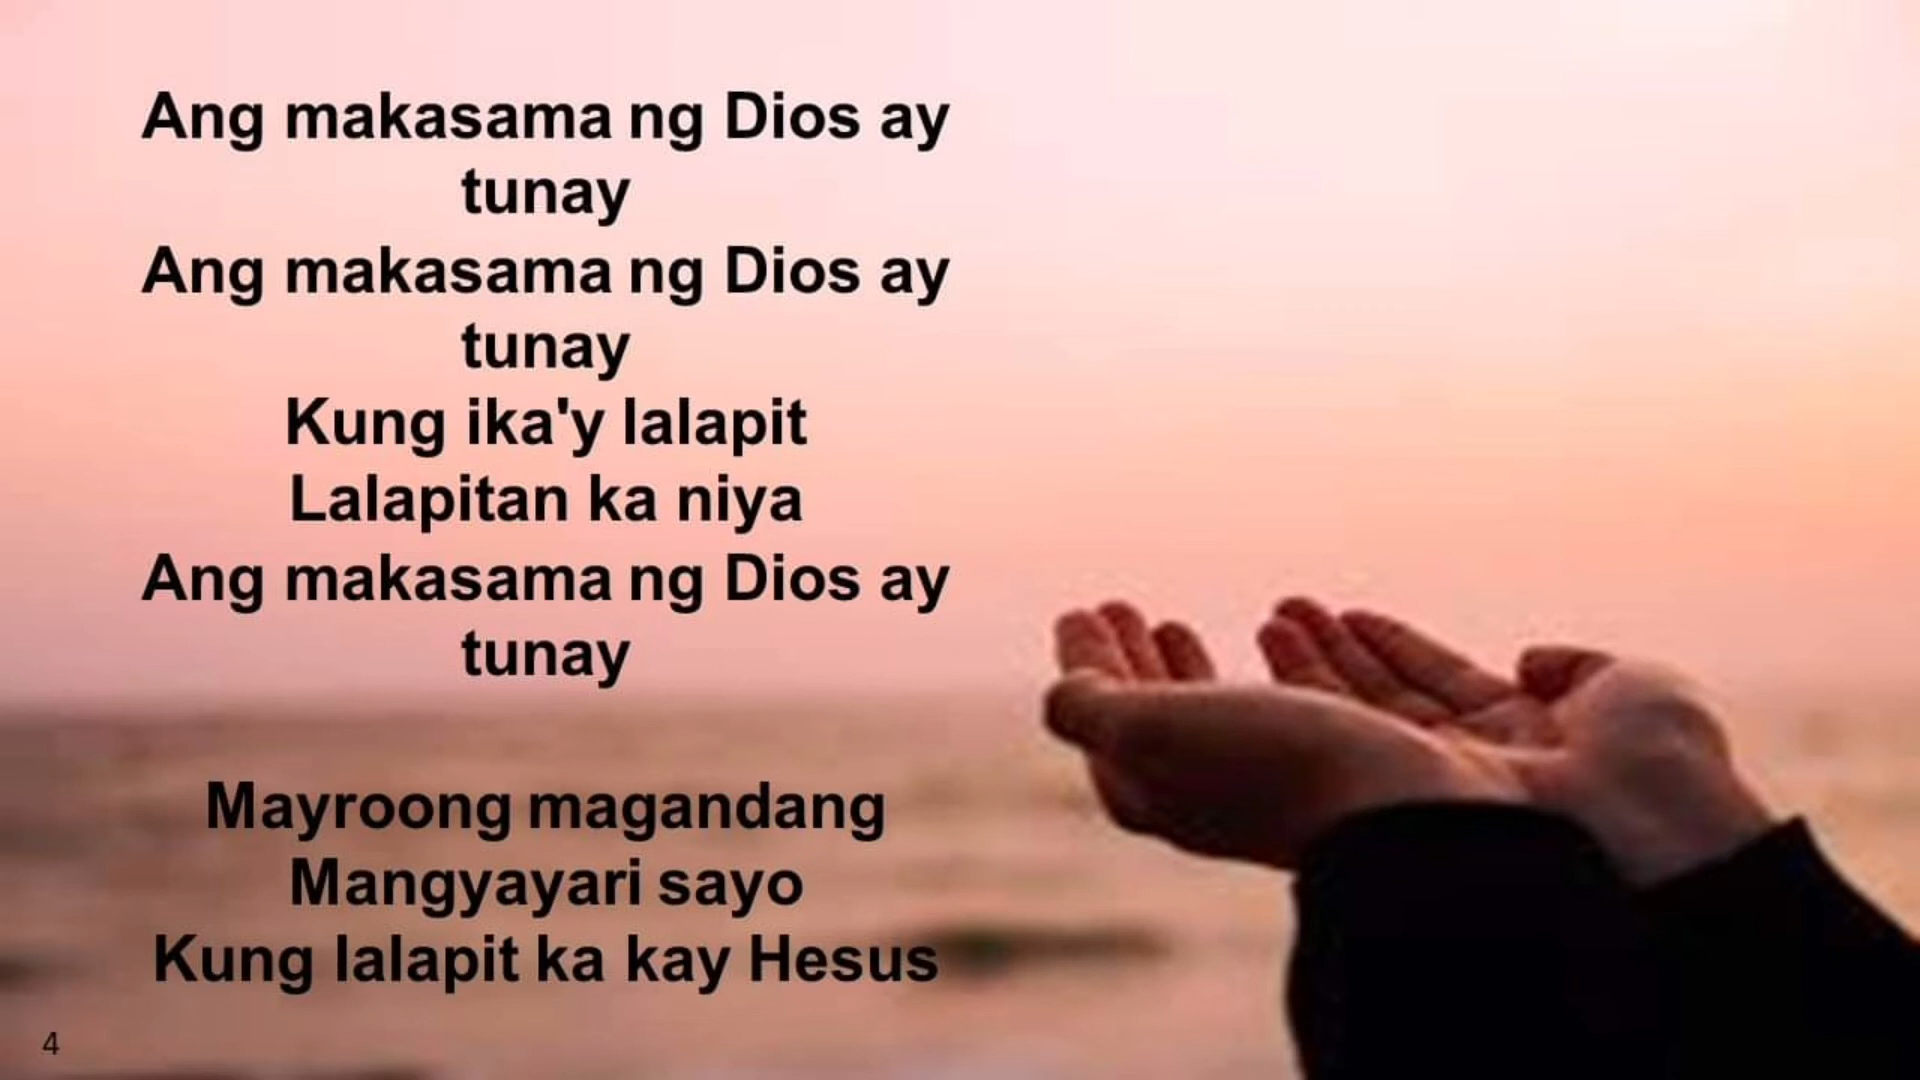 Ang makasama ng Dios ay
tunay
Ang makasama ng Dios ay
tunay
Kung ika'y lalapit
Lalapitan ka niya
Ang makasama ng Dios ay
tunay
Mayroong magandang
Mangyayari sayo
Kung lalapit ka kay Hesus
4